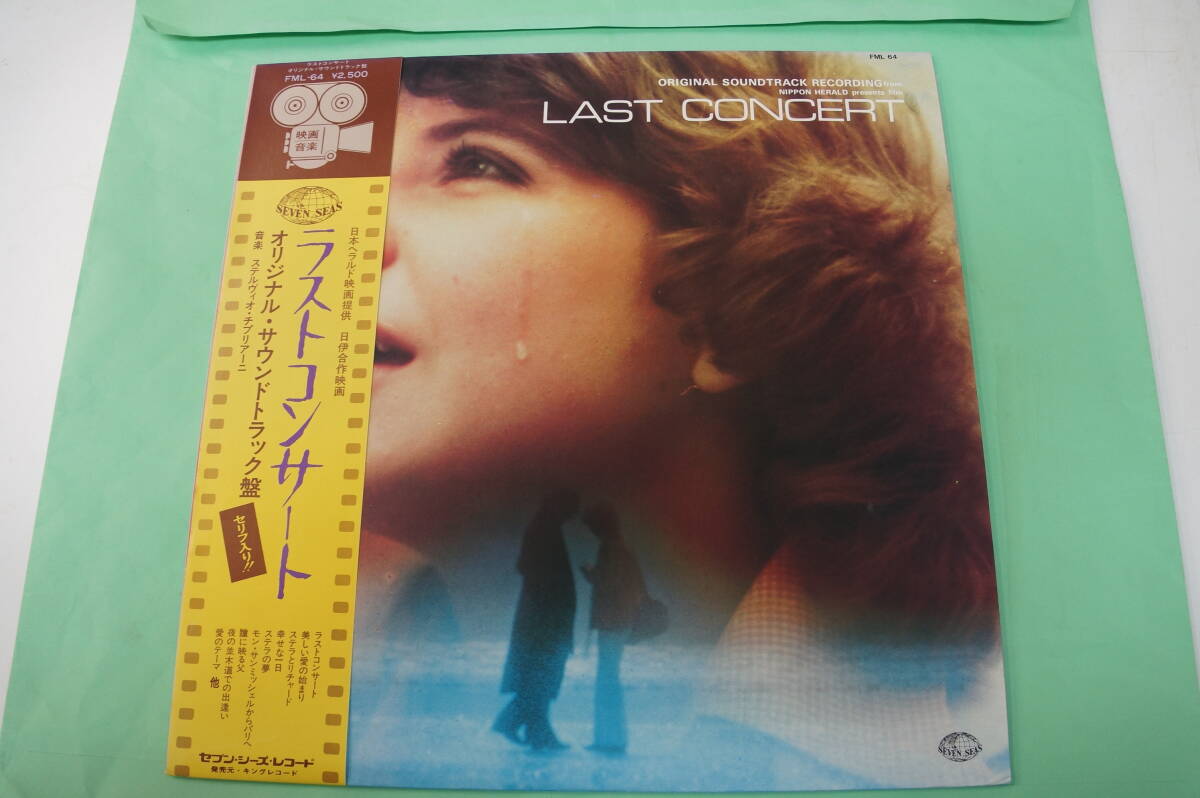 ラストコンサート
オリジナル・サウンドトラック盤
FML-64 ¥2,500
映画
音楽
SEVEN SEAS
日本ヘラルド映画提供 日伊合作映画
ラストコンサート
オリジナル・サウンドトラック盤
音楽 ステルヴィオ・チプリアーニ
セリフ入り!!
ラストコンサート
美しい愛の始まり
ステラとリチャード
幸せな一日
ステラの夢
モン・サン・ミッシェルからパリへ
瞳に映る父
夜の並木道での出逢い
愛のテーマ 他
セブン・シーズ・レコード
発売元・キングレコード
FML 64
ORIGINAL SOUNDTRACK RECORDING from
NIPPON HERALD presents film
LAST CONCERT
SEVEN SEAS